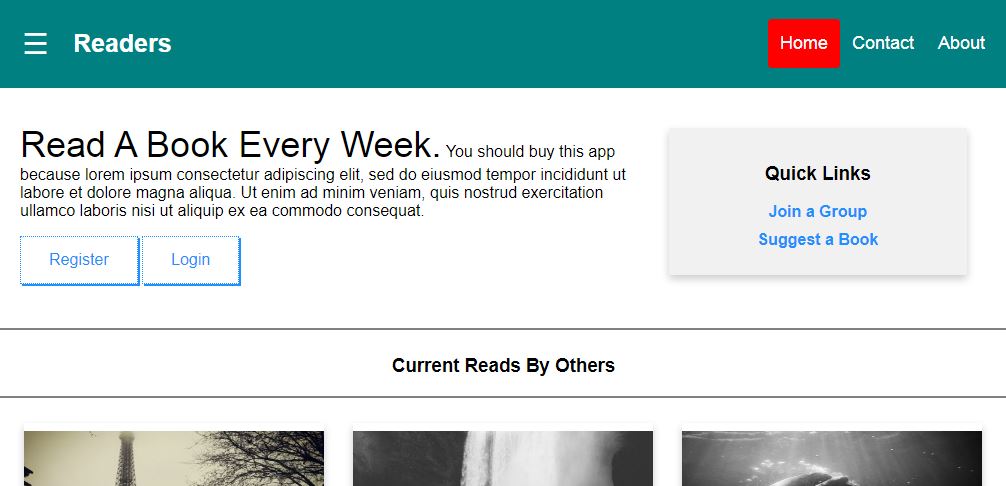 ☰ Readers Home Contact About
Read A Book Every Week. You should buy this app
because lorem ipsum consectetur adipiscing elit, sed do eiusmod tempor incididunt ut
labore et dolore magna aliqua. Ut enim ad minim veniam, quis nostrud exercitation
ullamco laboris nisi ut aliquip ex ea commodo consequat.
Register Login
Quick Links
Join a Group
Suggest a Book
Current Reads By Others